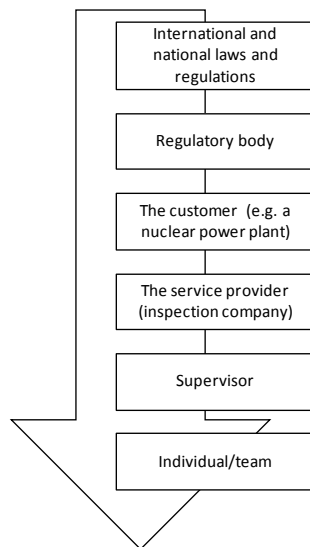 International and
national laws and
regulations
Regulatory body
The customer  (e.g. a
nuclear power plant)
The service provider
(inspection company)
Supervisor
Individual/team